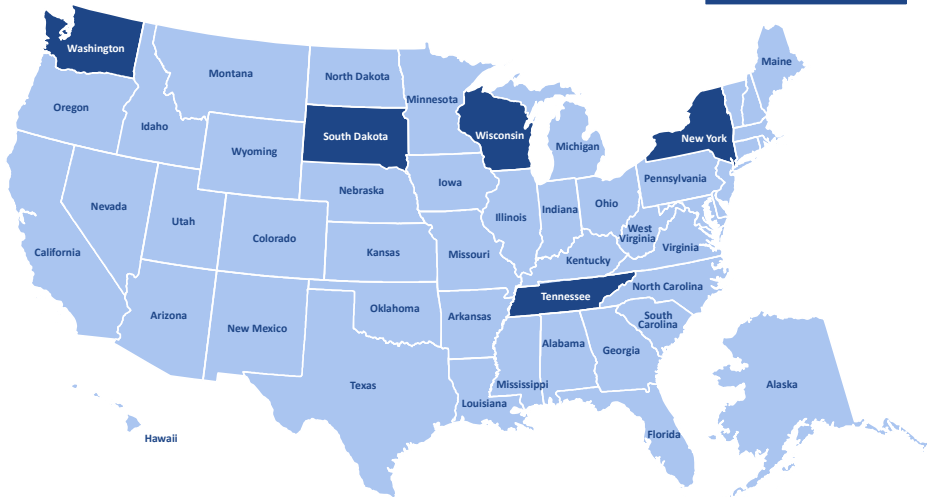 Washington
Maine
Montana
North Dakota
Minnesota
Oregon
Idaho
South Dakota
Wisconsin
New York
Michigan
Wyoming
Pennsylvania
Iowa
Nebraska
Nevada
Ohio
Indiana
Illinois
Utah
West
Virginia
Colorado
Virginia
California
Kansas
Missouri
Kentucky
North Carolina
Tennessee
Oklahoma
Arizona
Arkansas
South
Carolina
New Mexico
Alabama
Georgia
Texas
Mississippi
Alaska
Louisiana
Florida
Hawaii